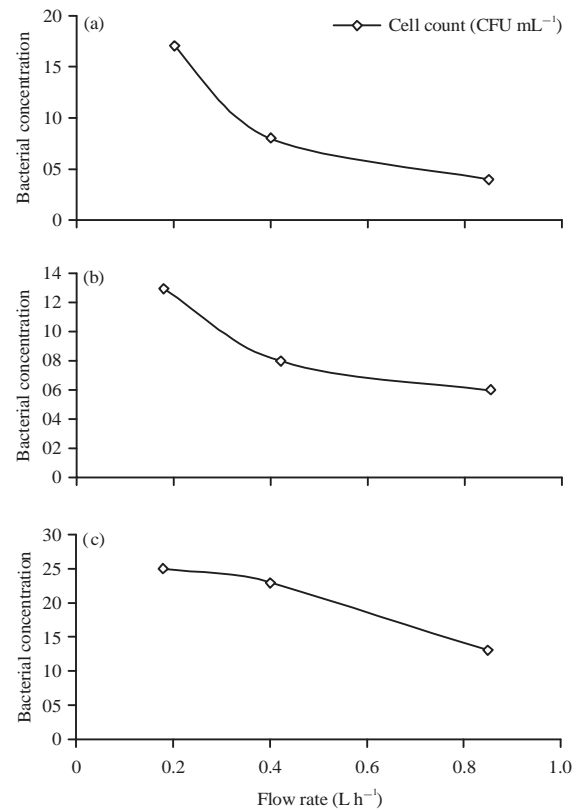 (a)
Cell count (CFU mL⁻¹)
Bacterial concentration
20
15
10
05
0
(b)
Bacterial concentration
14
12
10
08
06
04
02
0
(c)
Bacterial concentration
30
25
20
15
10
05
0
0 0.2 0.4 0.6 0.8 1.0
Flow rate (L h⁻¹)